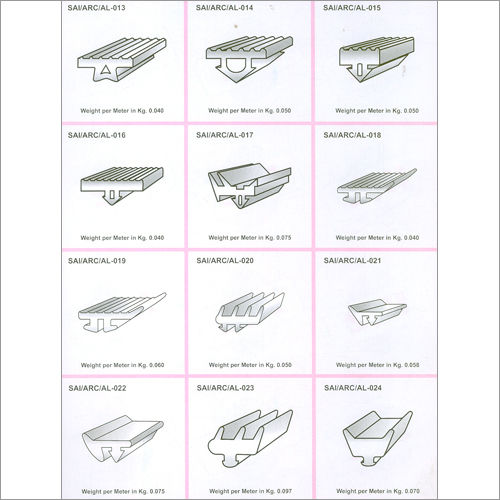 SAI/ARC/AL-013
SAI/ARC/AL-014
SAI/ARC/AL-015
Weight per Meter in Kg. 0.040
Weight per Meter in Kg. 0.050
Weight per Meter in Kg. 0.050
SAI/ARC/AL-016
SAI/ARC/AL-017
SAI/ARC/AL-018
Weight per Meter in Kg. 0.040
Weight per Meter in Kg. 0.075
Weight per Meter in Kg. 0.040
SAI/ARC/AL-019
SAI/ARC/AL-020
SAI/ARC/AL-021
Weight per Meter in Kg. 0.060
Weight per Meter in Kg. 0.050
Weight per Meter in Kg. 0.058
SAI/ARC/AL-022
SAI/ARC/AL-023
SAI/ARC/AL-024
Weight per Meter in Kg. 0.075
Weight per Meter in Kg. 0.097
Weight per Meter in Kg. 0.070